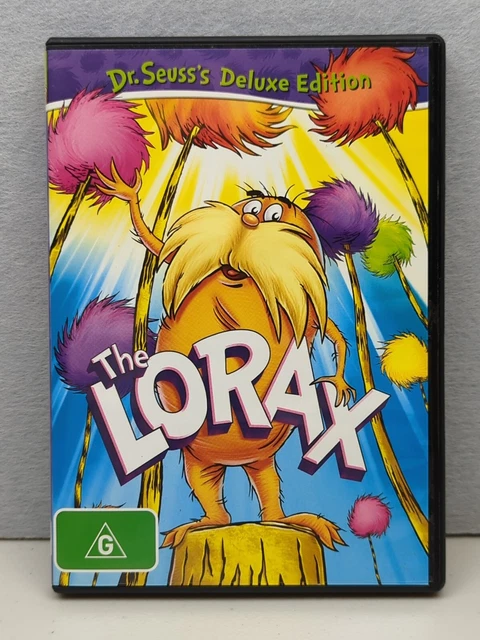 Dr. Seuss's Deluxe Edition
The
LORAX
G